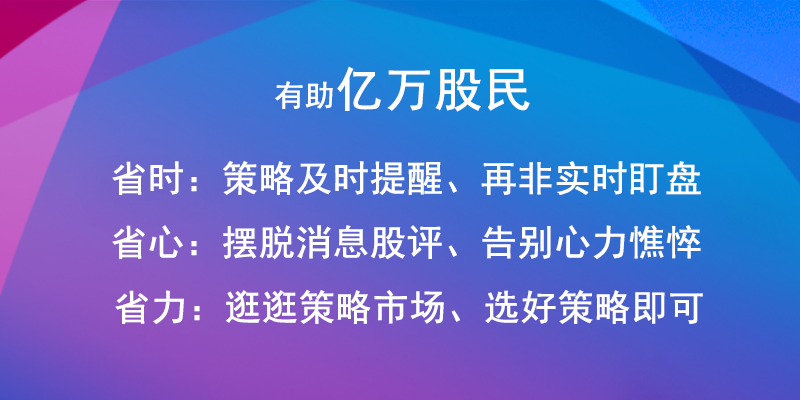 有助亿万股民
省时：策略及时提醒、再非实时盯盘
省心：摆脱消息股评、告别心力憔悴
省力：逛逛策略市场、选好策略即可